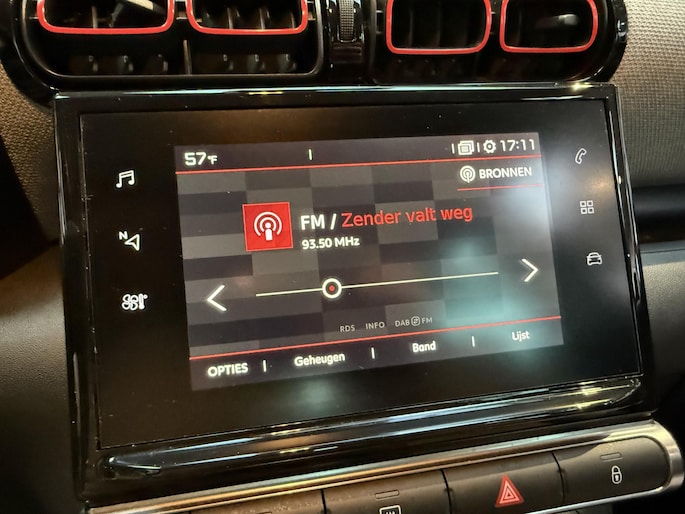 57°F 17:11
BRONNEN
FM / Zender valt weg
93.50 MHz
N
RDS INFO DAB FM
OPTIES Geheugen Band Lijst